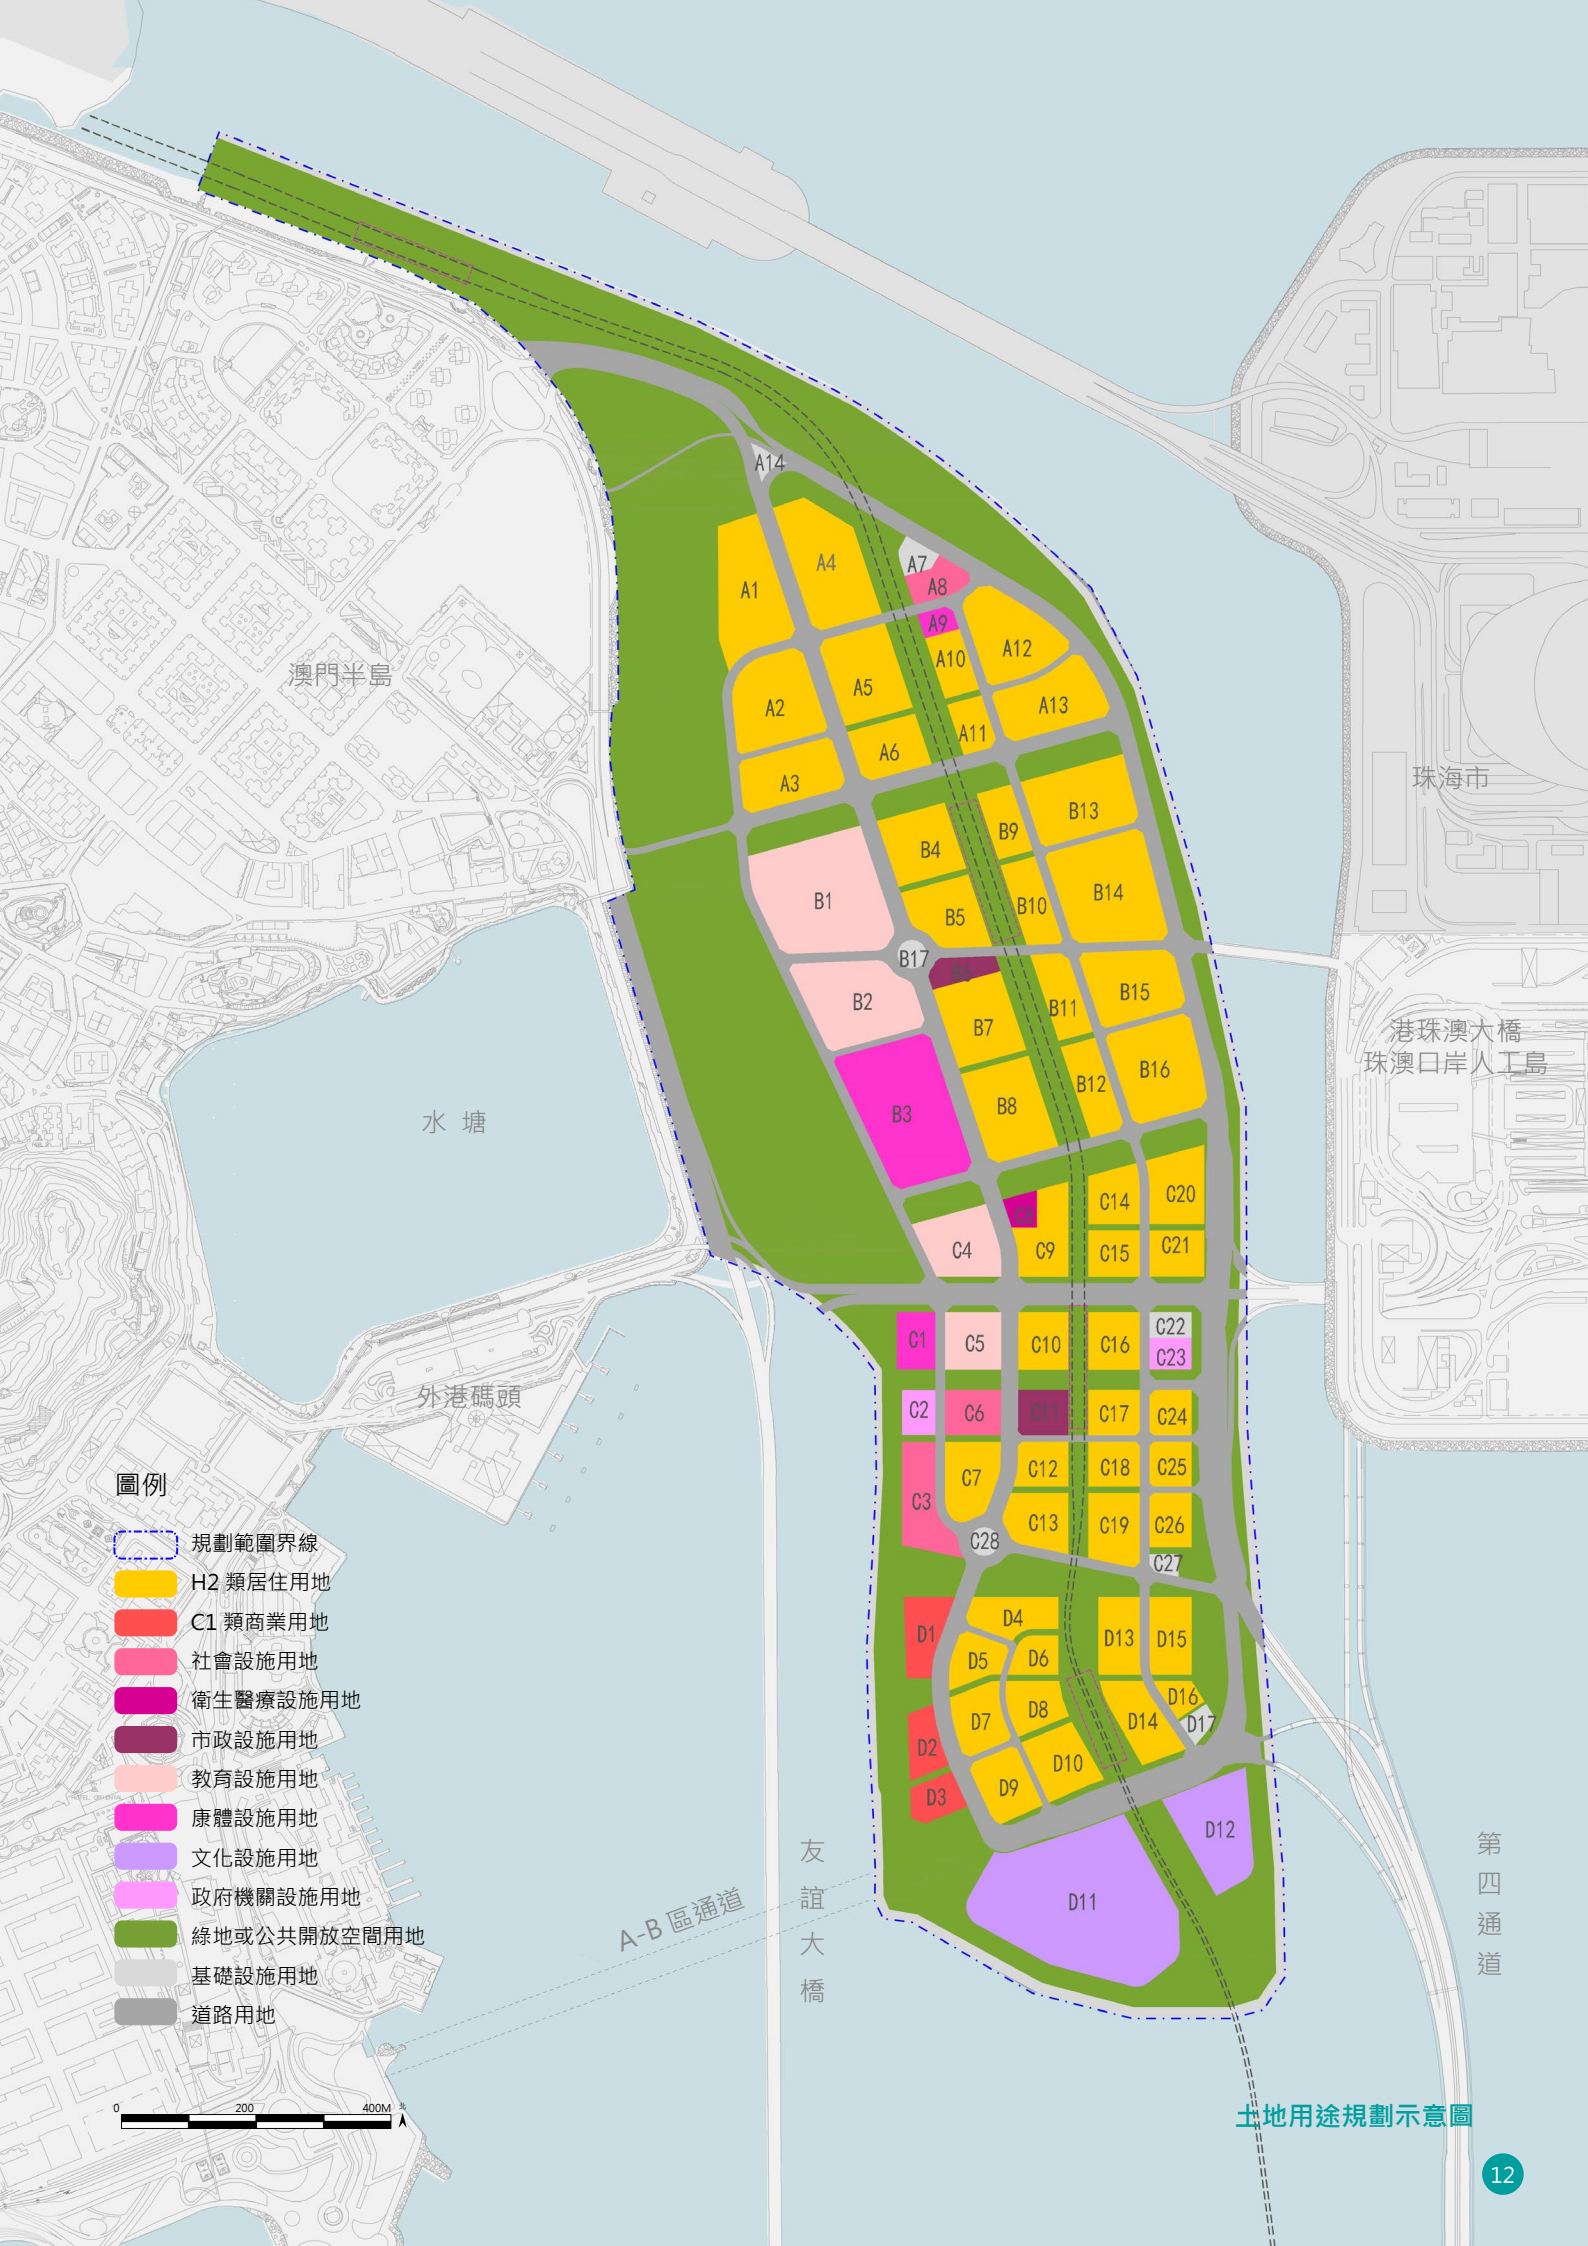 A14
A4
A7
A1
A8
A9
A10
A12
澳門半島
A5
A2
A13
A11
A6
A3
珠海市
B13
B9
B4
B14
B1
B10
B5
B17
B6
B15
B2
B11
B7
港珠澳大橋
珠澳口岸人工島
B16
B12
B8
B3
水塘
C20
C14
C8
C21
C4
C9
C15
C22
C1
C5
C10
C16
C23
外港碼頭
C2
C6
C11
C17
C24
C25
C7
C12
C18
C3
C13
C19
C26
C28
C27
D4
D1
D13
D15
D5
D6
D16
D8
D7
D14
D17
D2
D10
D9
D3
D12
D11
友誼大橋
第四通道
A-B 區通道
圖例
規劃範圍界線
H2 類居住用地
C1 類商業用地
社會設施用地
衛生醫療設施用地
市政設施用地
教育設施用地
康體設施用地
文化設施用地
政府機關設施用地
綠地或公共開放空間用地
基礎設施用地
道路用地
0 200 400M 北
土地用途規劃示意圖
12